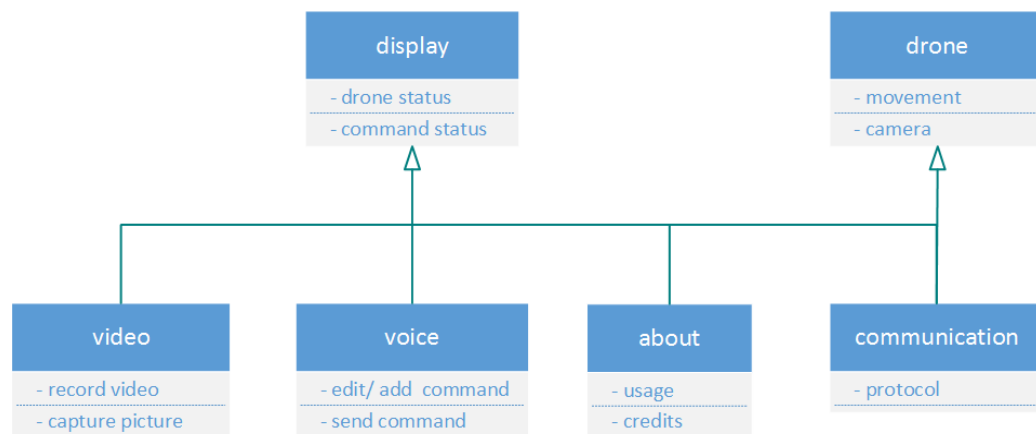 display
- drone status
- command status
drone
- movement
- camera
video
- record video
- capture picture
voice
- edit/ add  command
- send command
about
- usage
- credits
communication
- protocol